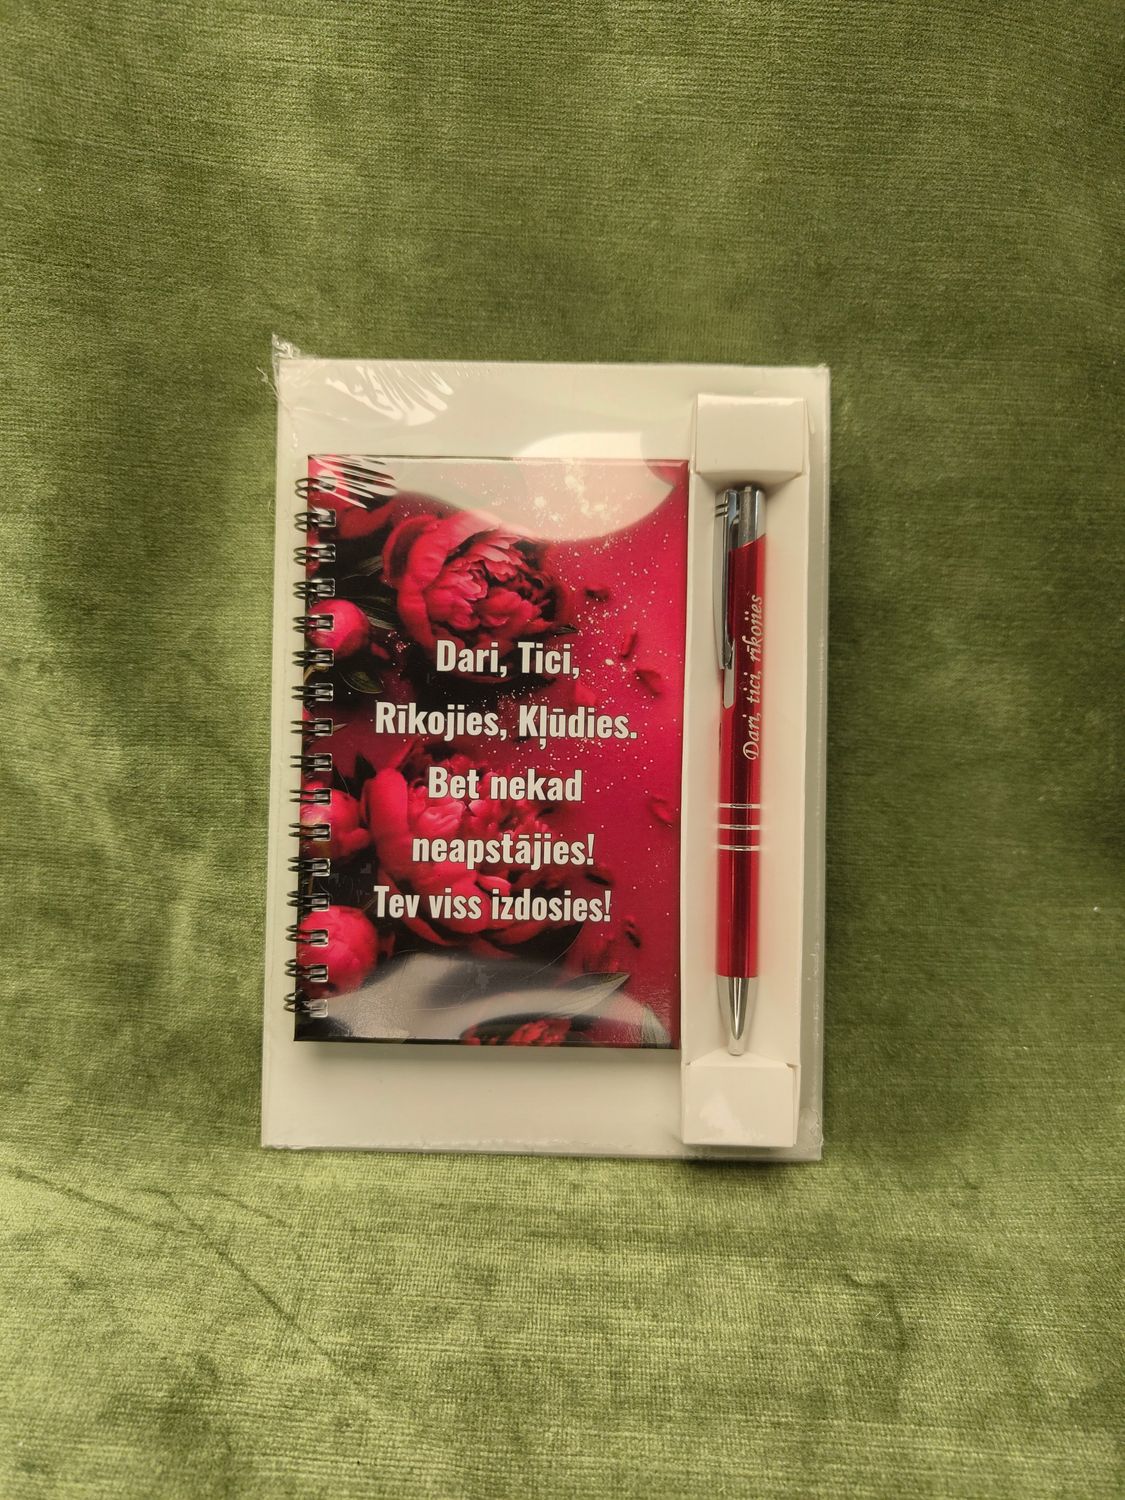 Dari, Tici,
Rīkojies, Kļūdies.
Bet nekad
neapstājies!
Tev viss izdosies!
Dari, tici, rīkojies